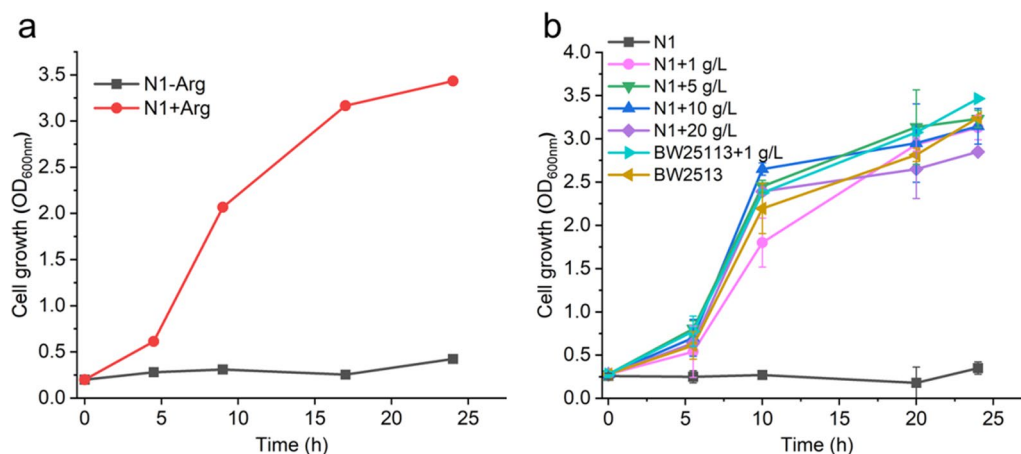 a
N1-Arg
N1+Arg
Cell growth (OD600nm)
3.5
3.0
2.5
2.0
1.5
1.0
0.5
0.0
0
5
10
15
20
25
Time (h)
b
N1
N1+1 g/L
N1+5 g/L
N1+10 g/L
N1+20 g/L
BW25113+1 g/L
BW2513
Cell growth (OD600nm)
4.0
3.5
3.0
2.5
2.0
1.5
1.0
0.5
0.0
0
5
10
15
20
25
Time (h)